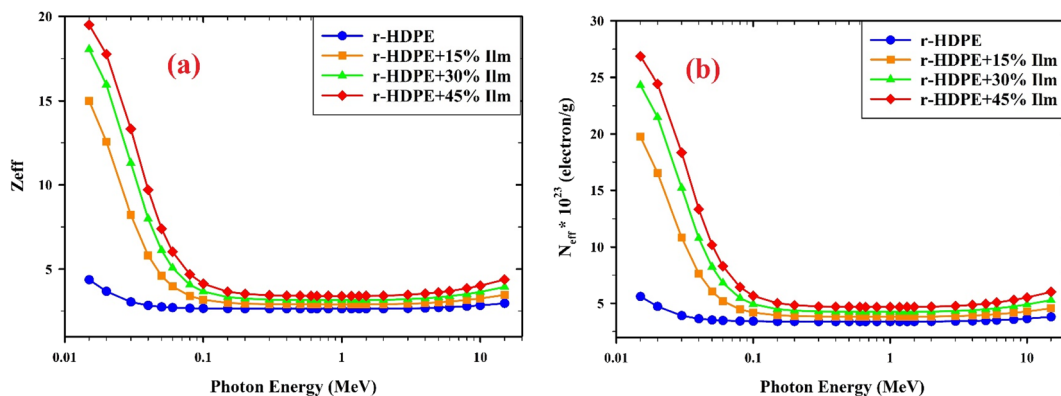 20
15
10
5
Zeff
(a)
r-HDPE
r-HDPE+15% Ilm
r-HDPE+30% Ilm
r-HDPE+45% Ilm
0.01 0.1 1 10
Photon Energy (MeV)
30
25
20
15
10
5
0
N_eff * 10^23 (electron/g)
(b)
r-HDPE
r-HDPE+15% Ilm
r-HDPE+30% Ilm
r-HDPE+45% Ilm
0.01 0.1 1 10
Photon Energy (MeV)